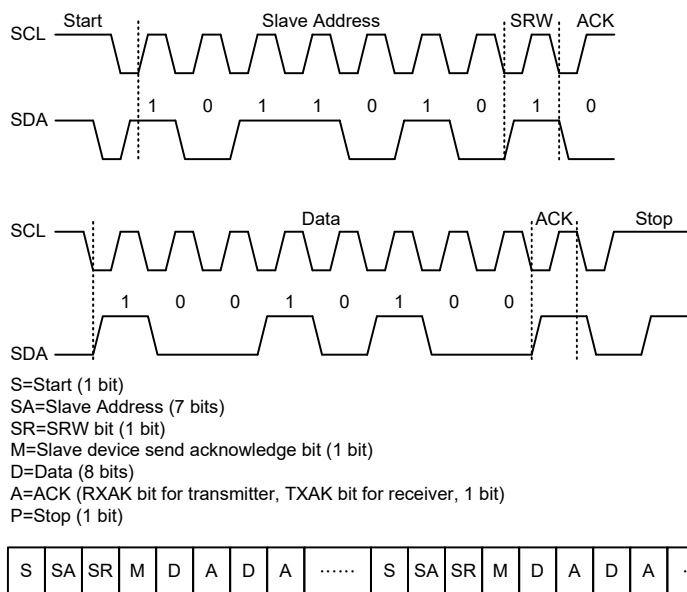 Start Slave Address SRW ACK
SCL
1 0 1 1 0 1 0 1 0
SDA
Data ACK Stop
SCL
1 0 0 1 0 1 0 0
SDA
S=Start (1 bit)
SA=Slave Address (7 bits)
SR=SRW bit (1 bit)
M=Slave device send acknowledge bit (1 bit)
D=Data (8 bits)
A=ACK (RXAK bit for transmitter, TXAK bit for receiver, 1 bit)
P=Stop (1 bit)
S SA SR M D A D A ...... S SA SR M D A D A ..